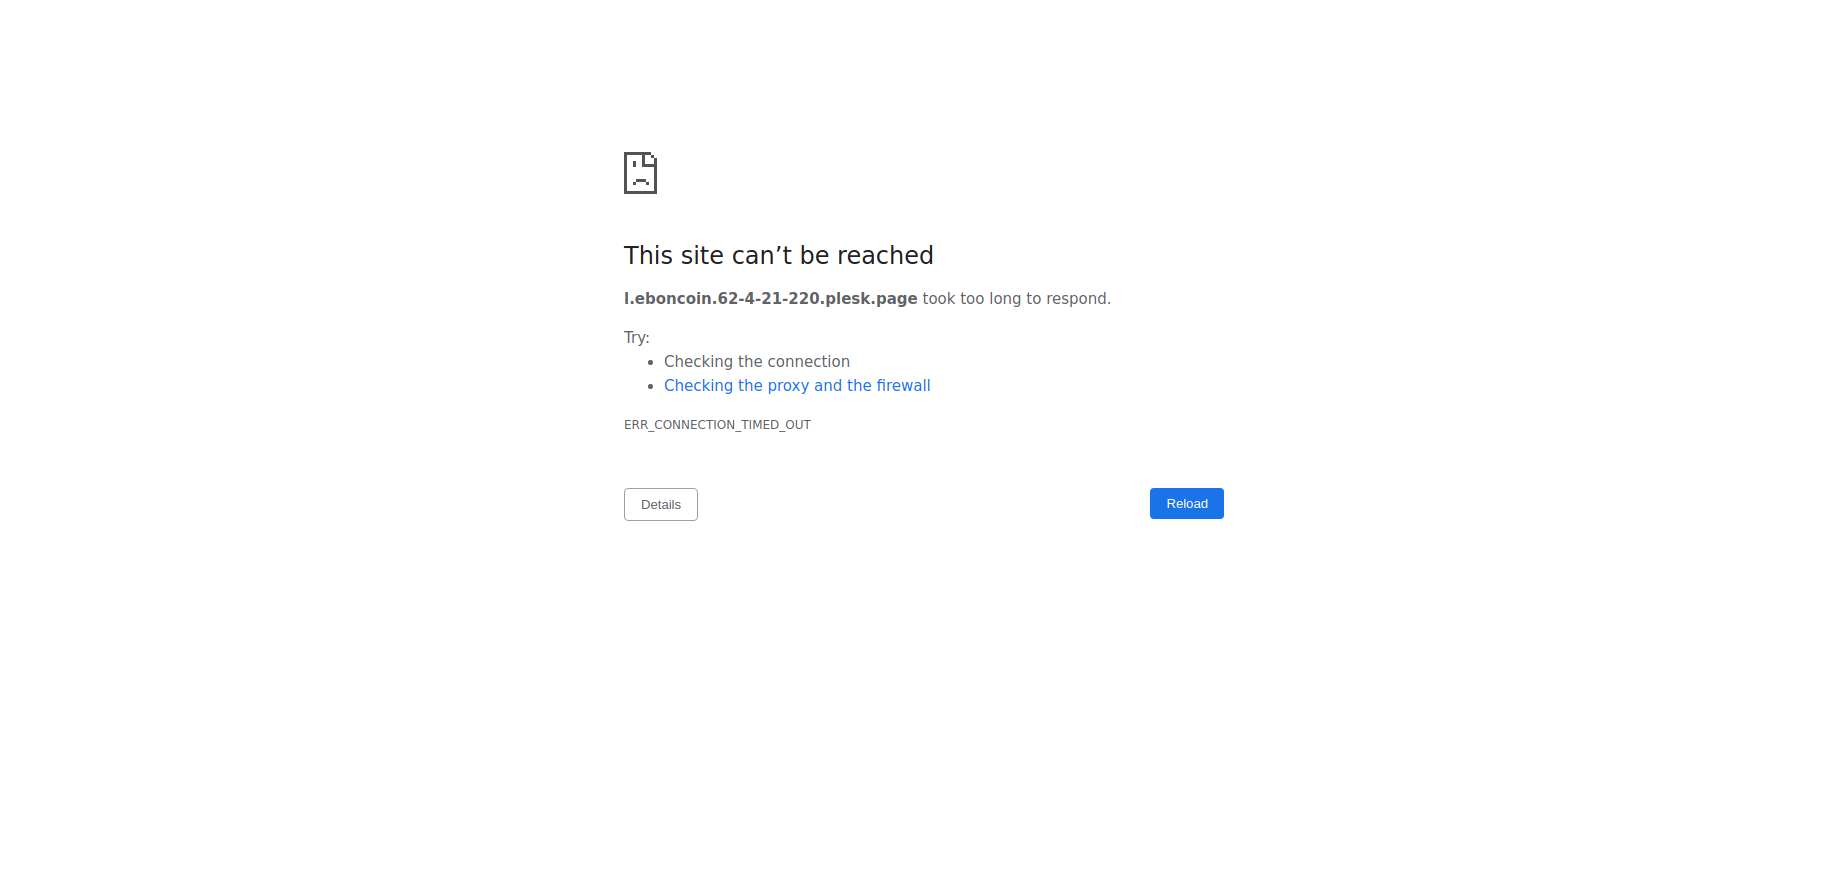 This site can’t be reached
l.eboncoin.62-4-21-220.plesk.page took too long to respond.
Try:
Checking the connection
Checking the proxy and the firewall
ERR_CONNECTION_TIMED_OUT
Details
Reload